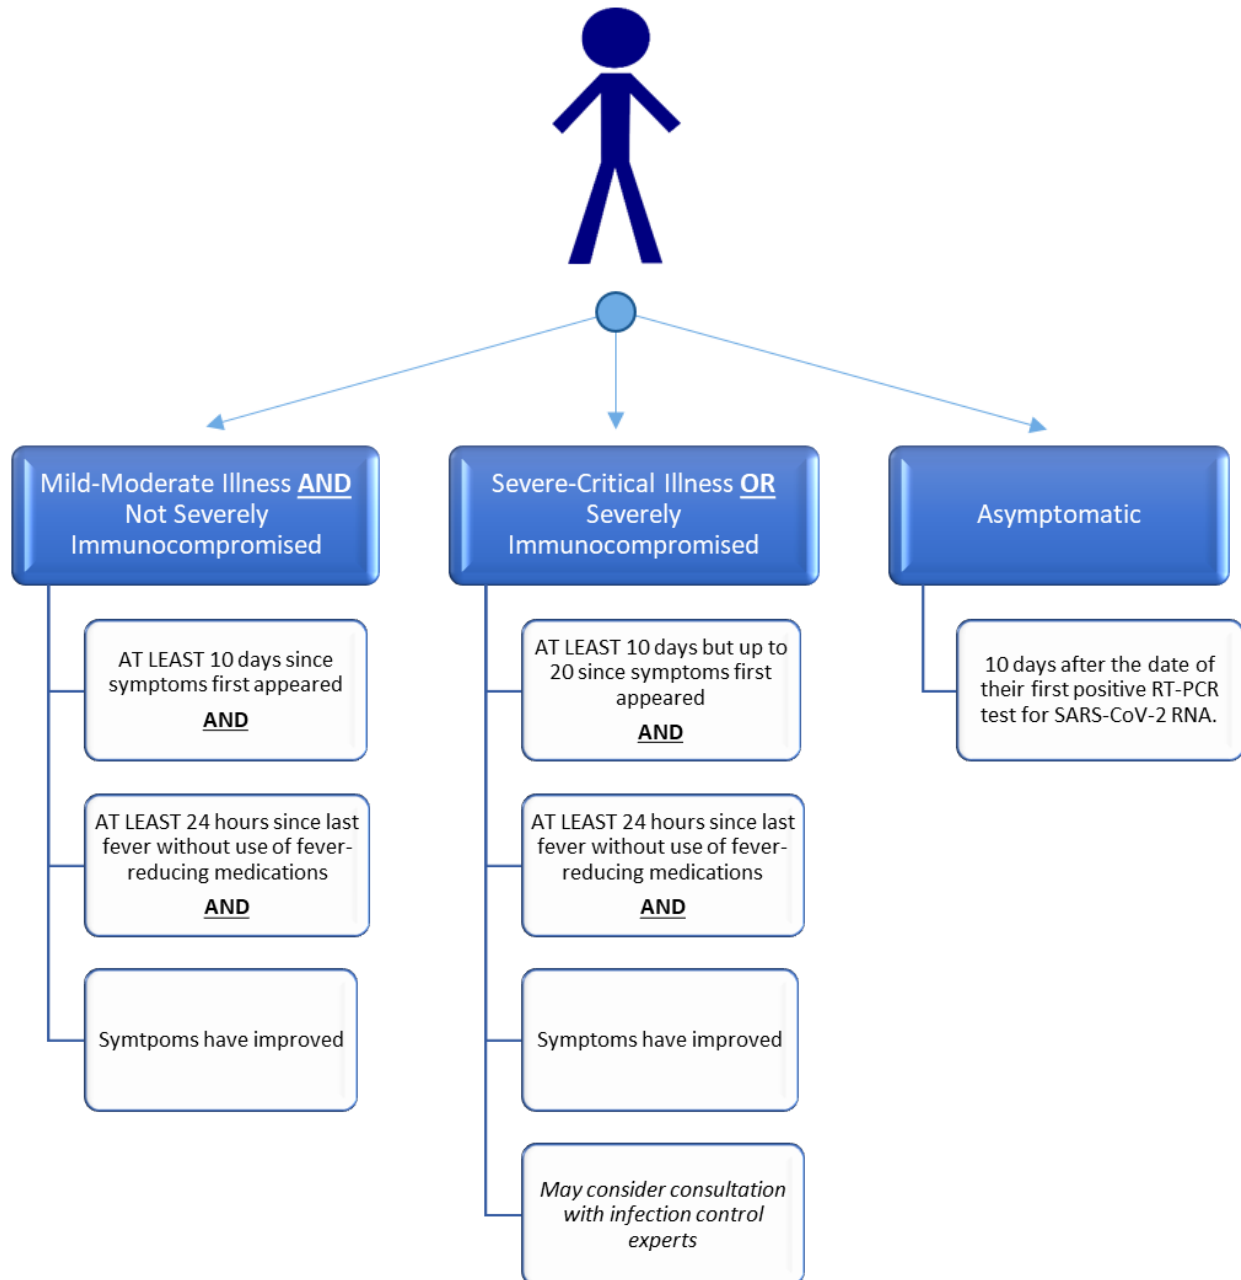 Mild-Moderate Illness AND
Not Severely
Immunocompromised
AT LEAST 10 days since
symptoms first appeared
AND
AT LEAST 24 hours since last
fever without use of fever-
reducing medications
AND
Symtpoms have improved
Severe-Critical Illness OR
Severely
Immunocompromised
AT LEAST 10 days but up to
20 since symptoms first
appeared
AND
AT LEAST 24 hours since last
fever without use of fever-
reducing medications
AND
Symptoms have improved
May consider consultation
with infection control
experts
Asymptomatic
10 days after the date of
their first positive RT-PCR
test for SARS-CoV-2 RNA.